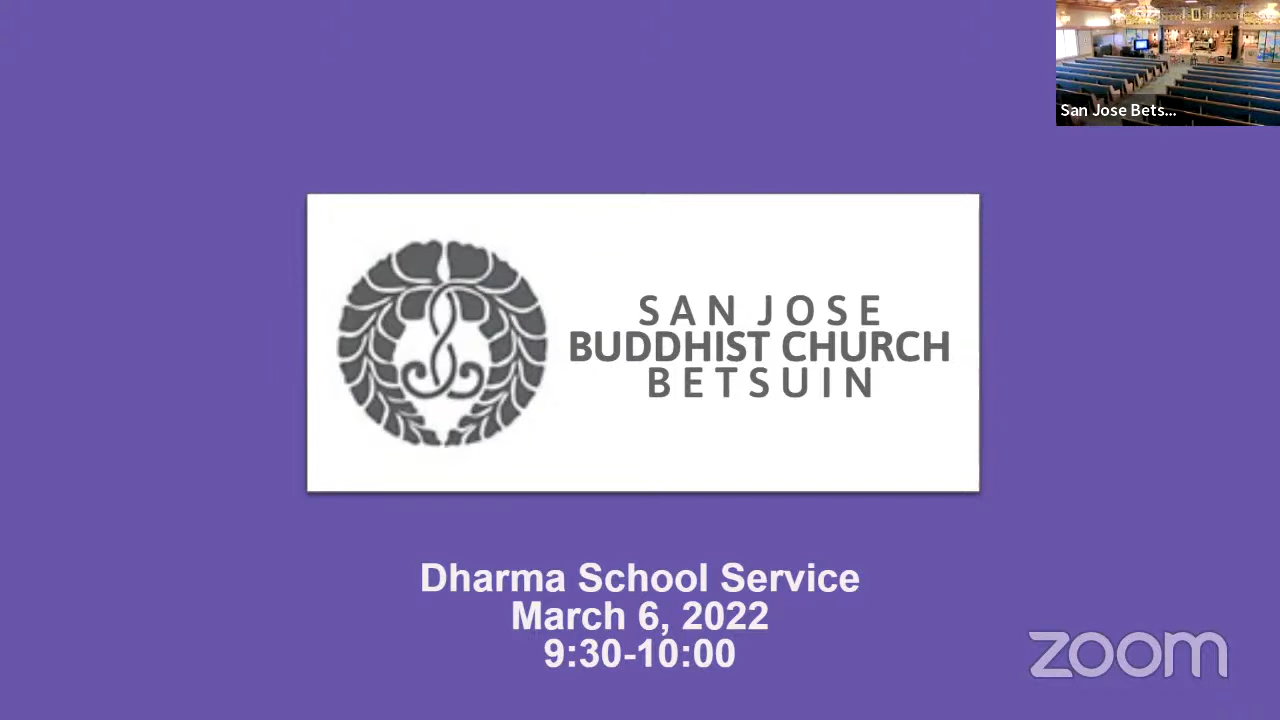 San Jose Bets...
SAN JOSE
BUDDHIST CHURCH
BETSUIN
Dharma School Service
March 6, 2022
9:30-10:00
zoom